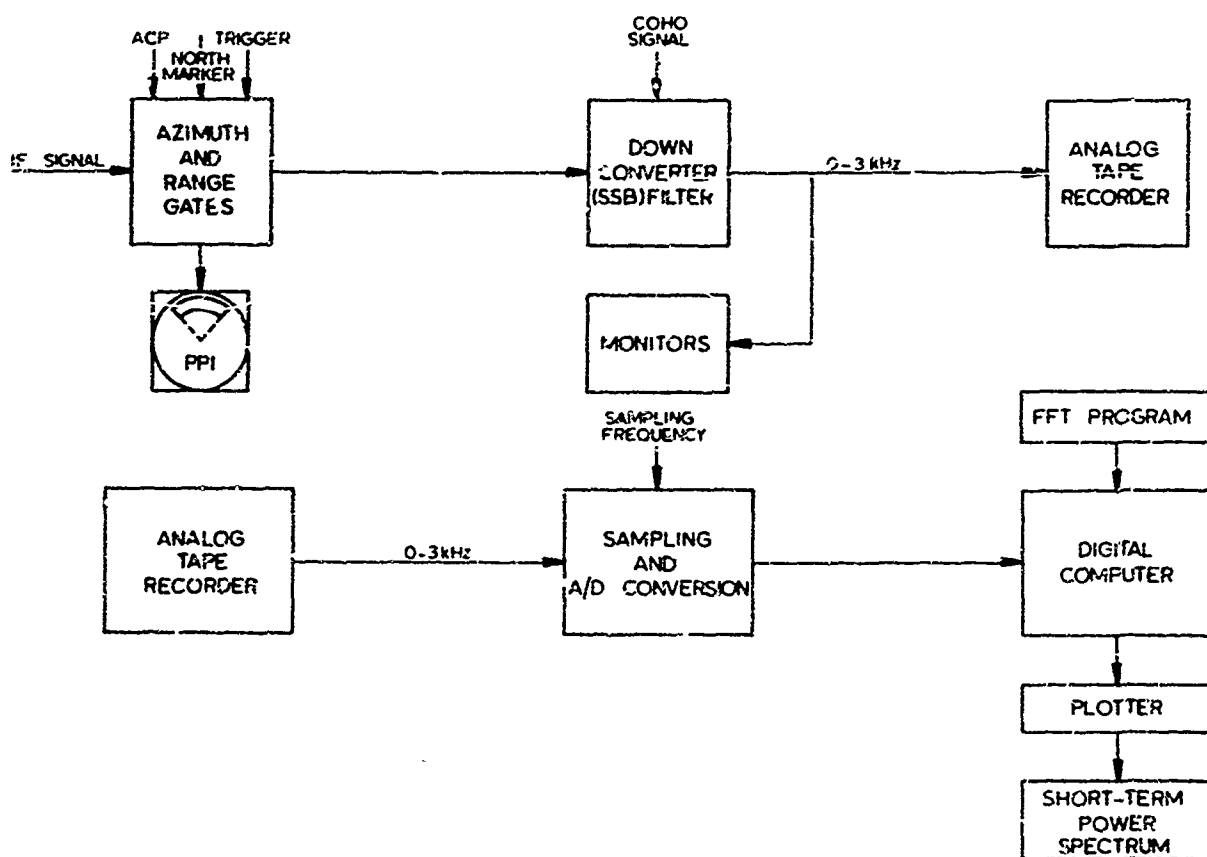 ACP
TRIGGER
NORTH
MARKER
COHO
SIGNAL
IF SIGNAL
AZIMUTH
AND
RANGE
GATES
DOWN
CONVERTER
(SSB)FILTER
0-3 kHz
ANALOG
TAPE
RECORDER
PPI
MONITORS
SAMPLING
FREQUENCY
FFT PROGRAM
ANALOG
TAPE
RECORDER
0-3kHz
SAMPLING
AND
A/D CONVERSION
DIGITAL
COMPUTER
PLOTTER
SHORT-TERM
POWER
SPECTRUM